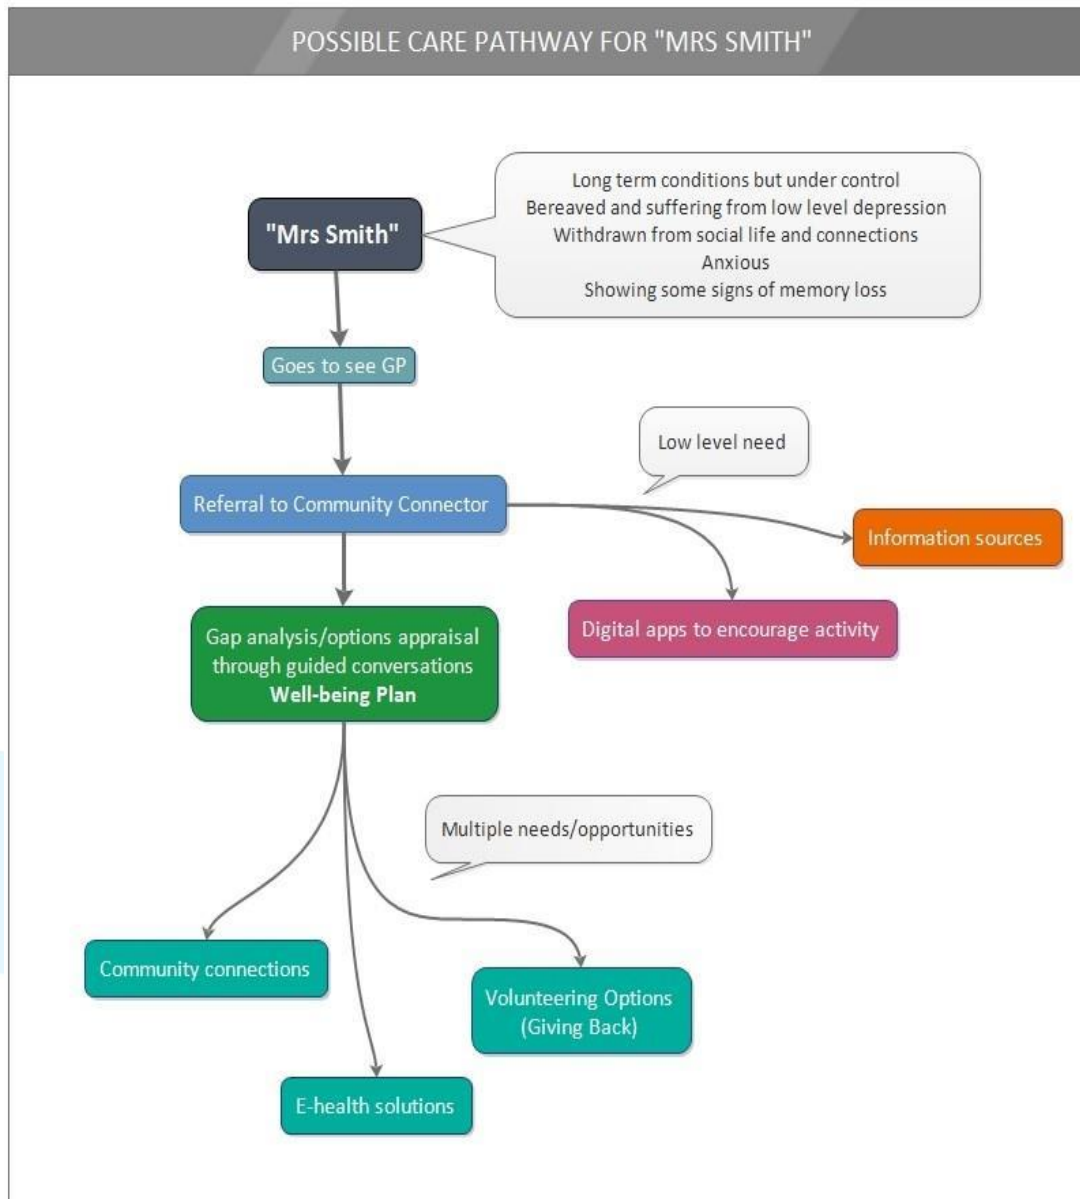 POSSIBLE CARE PATHWAY FOR "MRS SMITH"
"Mrs Smith"
Long term conditions but under control
Bereaved and suffering from low level depression
Withdrawn from social life and connections
Anxious
Showing some signs of memory loss
Goes to see GP
Low level need
Referral to Community Connector
Information sources
Digital apps to encourage activity
Gap analysis/options appraisal
through guided conversations
Well-being Plan
Multiple needs/opportunities
Community connections
Volunteering Options
(Giving Back)
E-health solutions